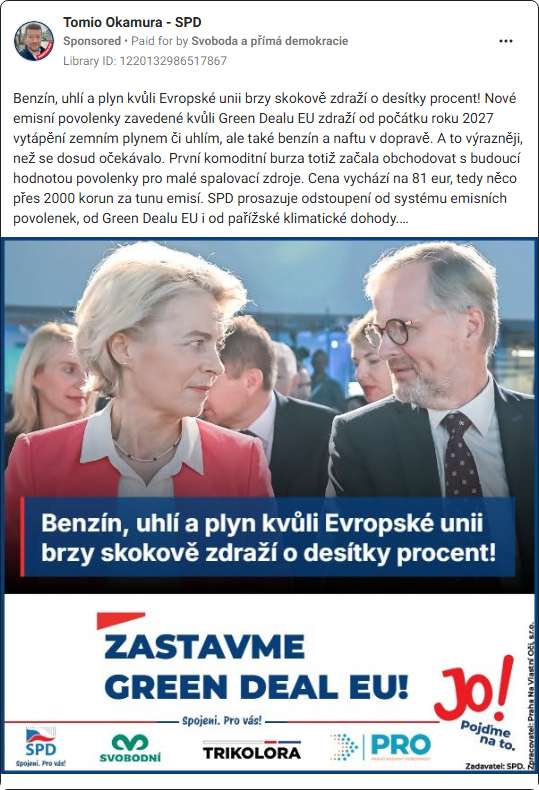 Tomio Okamura - SPD
Sponsored • Paid for by Svoboda a přímá demokracie
Library ID: 1220132986517867
Benzín, uhlí a plyn kvůli Evropské unii brzy skokově zdraží o desítky procent! Nové
emisní povolenky zavedené kvůli Green Dealu EU zdraží od počátku roku 2027
vytápění zemním plynem či uhlím, ale také benzín a naftu v dopravě. A to výrazněji,
než se dosud očekávalo. První komoditní burza totiž začala obchodovat s budoucí
hodnotou povolenky pro malé spalovací zdroje. Cena vychází na 81 eur, tedy něco
přes 2000 korun za tunu emisí. SPD prosazuje odstoupení od systému emisních
povolenek, od Green Dealu EU i od pařížské klimatické dohody....
Benzín, uhlí a plyn kvůli Evropské unii
brzy skokově zdraží o desítky procent!
ZASTAVME
GREEN DEAL EU!
Jo!
Pojďme
na to.
Spojeni. Pro vás!
SPD
Spojeni. Pro vás!
SVOBODNÍ
TRIKOLORA
PRO
Zadavatel: SPD.
Zpracovatel: Praha Na Vlastní Oči, s.r.o.